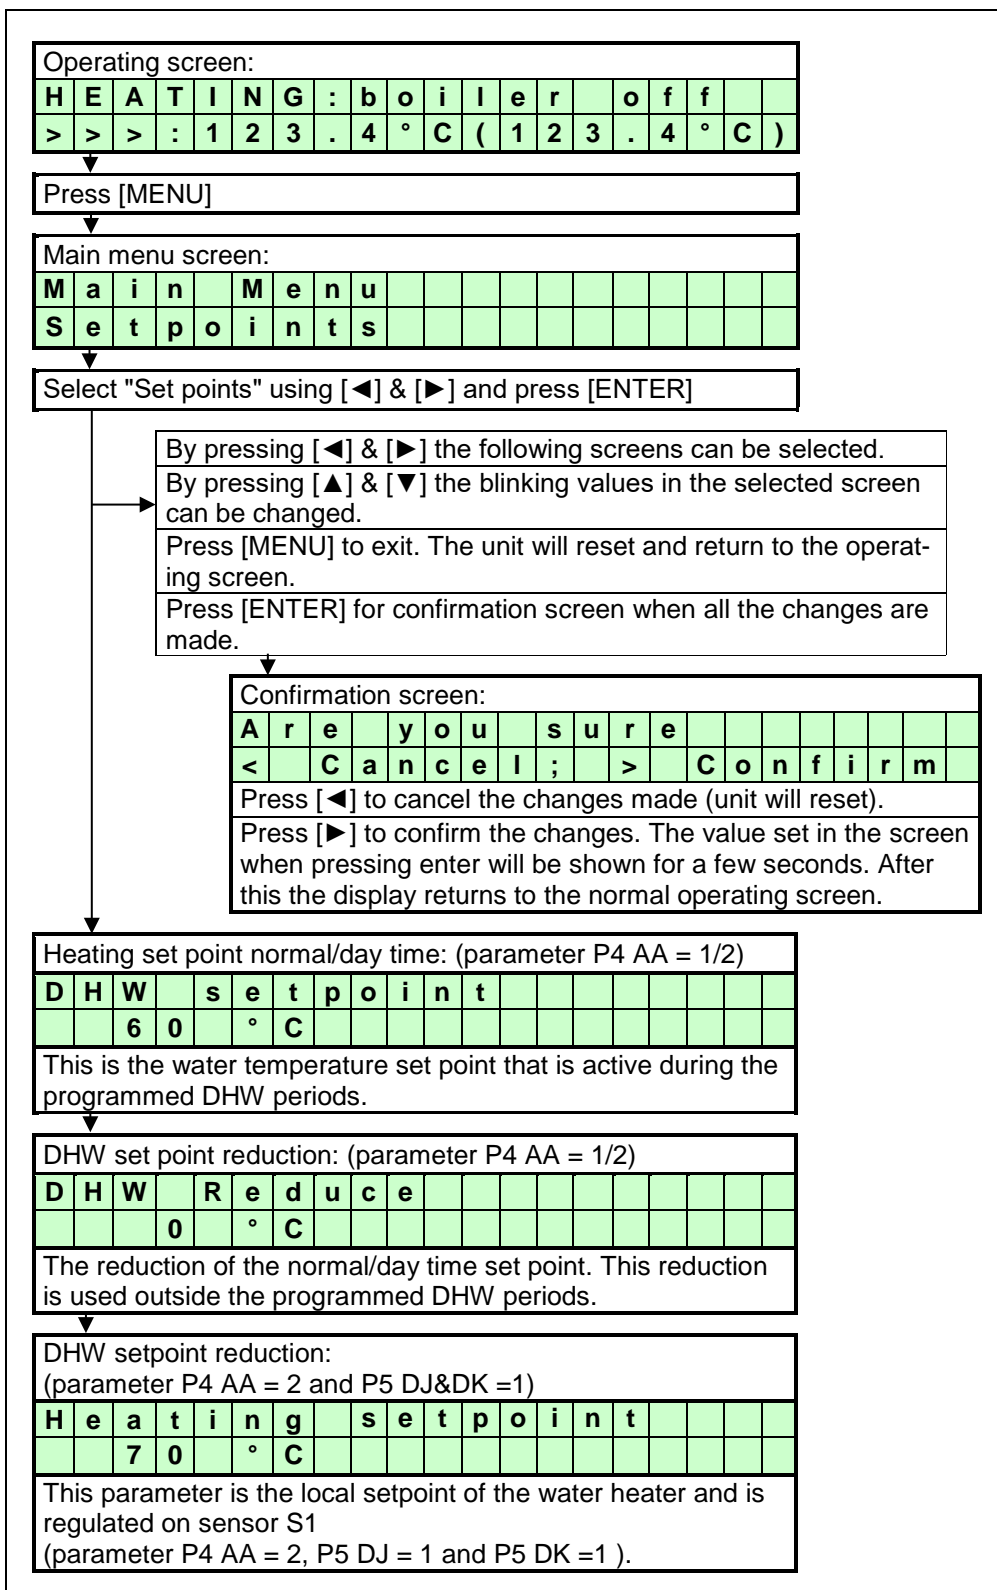 Operating screen:
HEATING:boiler off
>>>:123.4°C(123.4°C)
Press [MENU]
Main menu screen:
Main Menu
Setpoints
Select "Set points" using [◄] & [►] and press [ENTER]
By pressing [◄] & [►] the following screens can be selected.
By pressing [▲] & [▼] the blinking values in the selected screen
can be changed.
Press [MENU] to exit. The unit will reset and return to the operat-
ing screen.
Press [ENTER] for confirmation screen when all the changes are
made.
Confirmation screen:
Are you sure
< Cancel; > Confirm
Press [◄] to cancel the changes made (unit will reset).
Press [►] to confirm the changes. The value set in the screen
when pressing enter will be shown for a few seconds. After
this the display returns to the normal operating screen.
Heating set point normal/day time: (parameter P4 AA = 1/2)
DHW setpoint
60 °C
This is the water temperature set point that is active during the
programmed DHW periods.
DHW set point reduction: (parameter P4 AA = 1/2)
DHW Reduce
0 °C
The reduction of the normal/day time set point. This reduction
is used outside the programmed DHW periods.
DHW setpoint reduction:
(parameter P4 AA = 2 and P5 DJ&DK =1)
Heating setpoint
70 °C
This parameter is the local setpoint of the water heater and is
regulated on sensor S1
(parameter P4 AA = 2, P5 DJ = 1 and P5 DK =1 ).